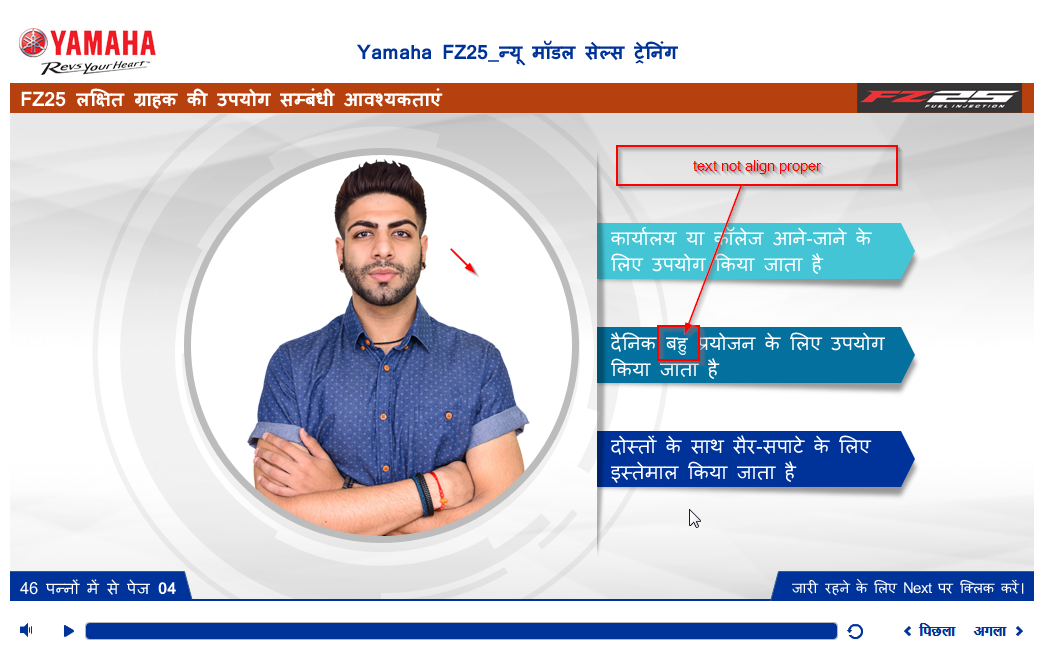 YAMAHA
Revs Your Heart
Yamaha FZ25_न्यू मॉडल सेल्स ट्रेनिंग
FZ25 लक्षित ग्राहक की उपयोग सम्बंधी आवश्यकताएं
FZ25
FUEL INJECTION
text not align proper
कार्यालय या कॉलेज आने-जाने के
लिए उपयोग किया जाता है
दैनिक बहु प्रयोजन के लिए उपयोग
किया जाता है
दोस्तों के साथ सैर-सपाटे के लिए
इस्तेमाल किया जाता है
46 पन्नों में से पेज 04
जारी रहने के लिए Next पर क्लिक करें।
पिछला
अगला